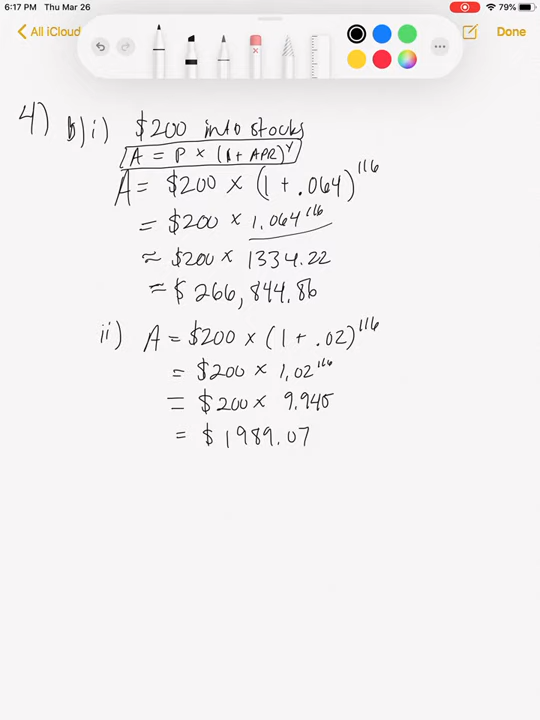 6:17 PM Thu Mar 26 79%
All iCloud Done
4) b) i) $200 into stocks
A = P × (1 + APR)^Y
A = $200 × (1 + .064)^116
= $200 × 1.064^116
≈ $200 × 1334.22
≈ $266,844.86
ii) A = $200 × (1 + .02)^116
= $200 × 1.02^116
= $200 × 9.945
= $1989.07